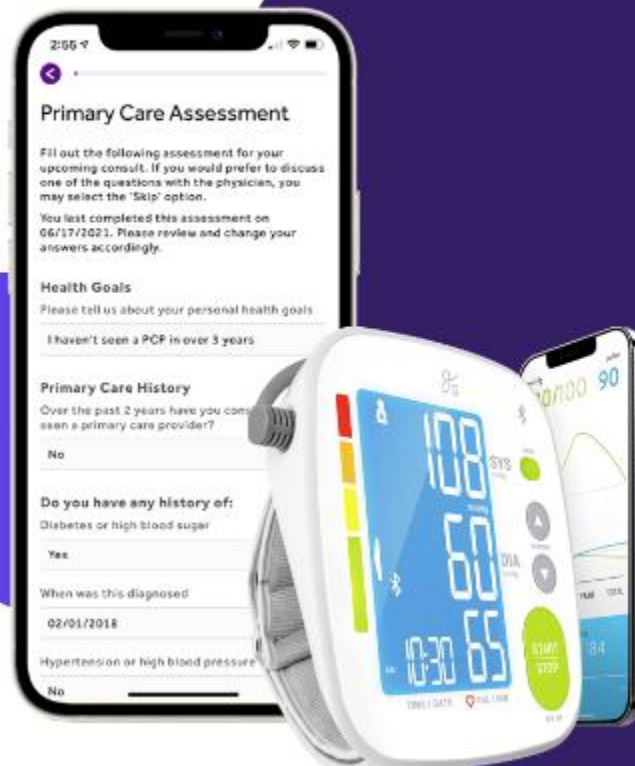 2:55
Primary Care Assessment
Fill out the following assessment for your
upcoming consult. If you would prefer to discuss
one of the questions with the physician, you
may select the 'Skip' option.
You last completed this assessment on
06/17/2021. Please review and change your
answers accordingly.
Health Goals
Please tell us about your personal health goals
I haven't seen a PCP in over 3 years
Primary Care History
Over the past 2 years have you
seen a primary care provider?
No
Do you have any history of:
Diabetes or high blood sugar
Yes
When was this diagnosed
02/01/2018
Hypertension or high blood pressure
No
108
SYS
60
DIA
10:30 65
TIME / DATE
START
STOP
/100 90
YEAR TOTAL
84